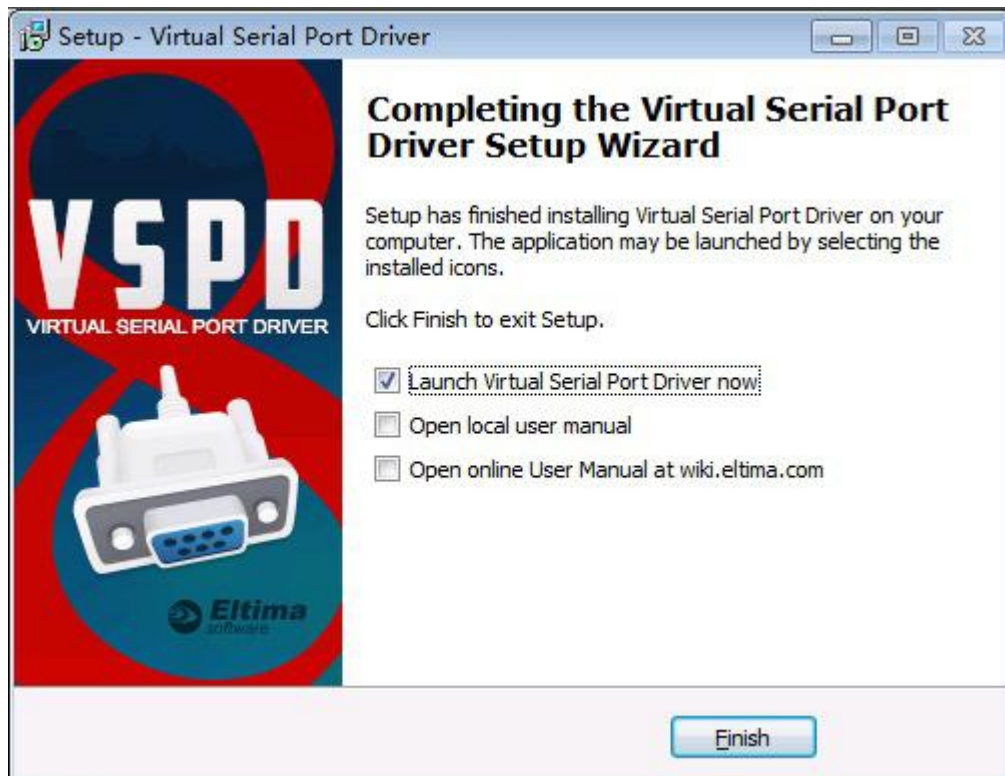 Setup - Virtual Serial Port Driver
VSPD
VIRTUAL SERIAL PORT DRIVER
Eltima
software
Completing the Virtual Serial Port
Driver Setup Wizard
Setup has finished installing Virtual Serial Port Driver on your
computer. The application may be launched by selecting the
installed icons.
Click Finish to exit Setup.
Launch Virtual Serial Port Driver now
Open local user manual
Open online User Manual at wiki.eltima.com
Finish